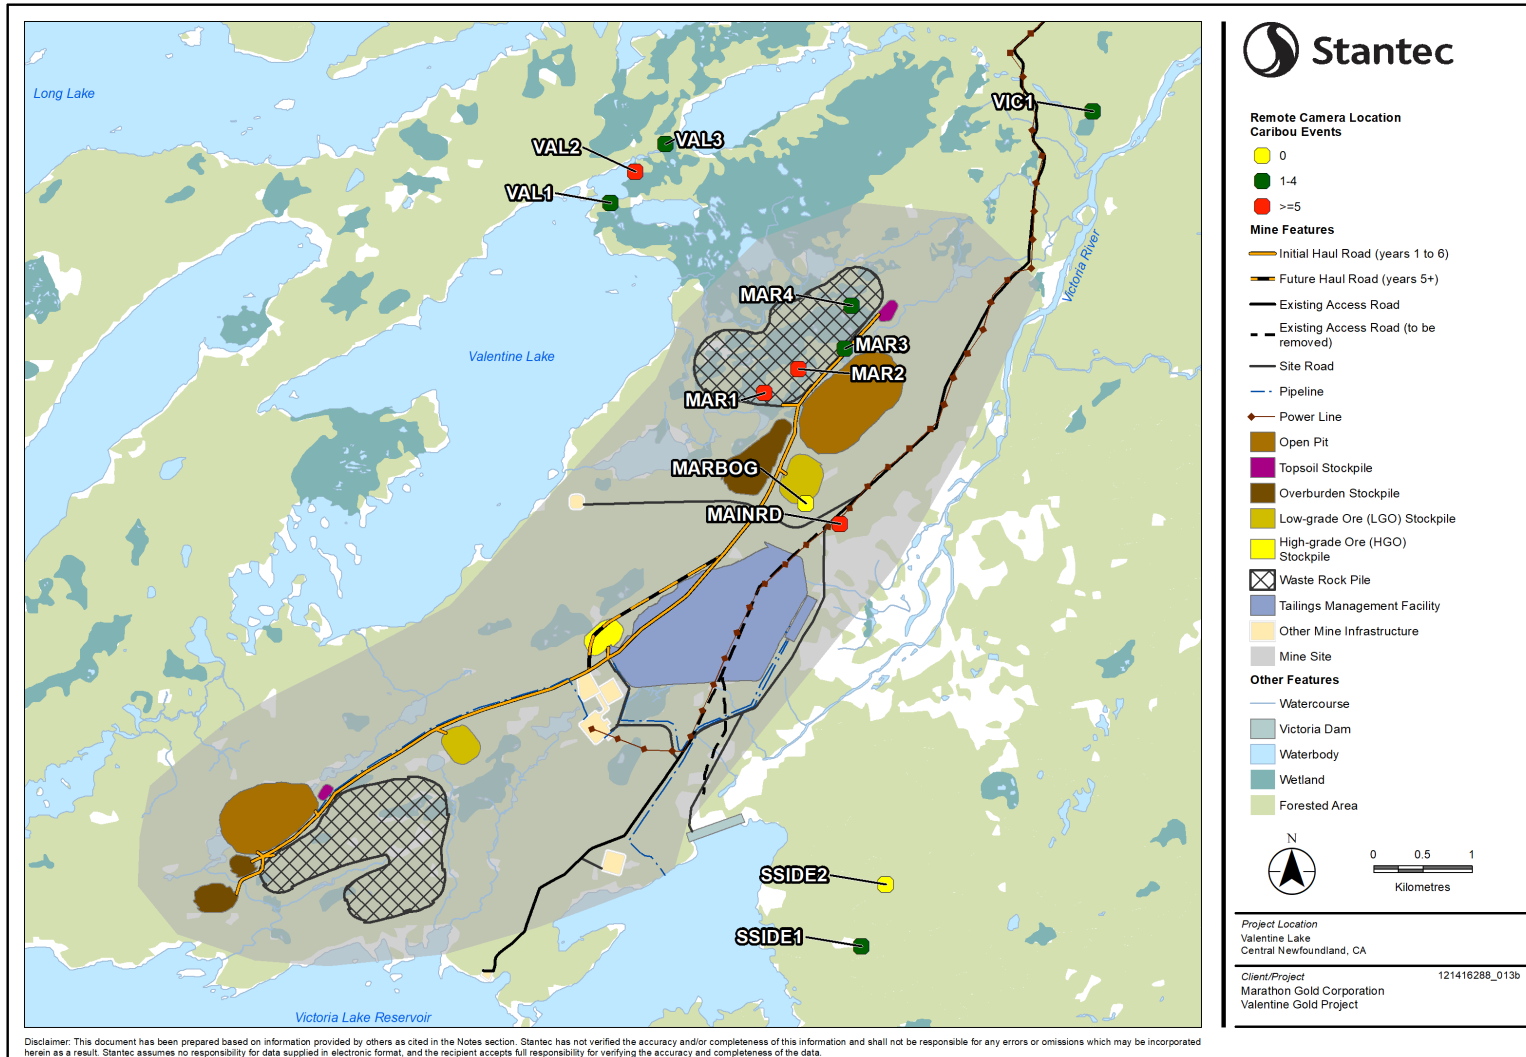 Long Lake
VIC1
VAL2
VAL3
VAL1
Victoria River
MAR4
MAR3
Valentine Lake
MAR2
MAR1
MARBOG
MAINRD
SSIDE2
SSIDE1
Victoria Lake Reservoir
Stantec
Remote Camera Location
Caribou Events
0
1-4
>=5
Mine Features
Initial Haul Road (years 1 to 6)
Future Haul Road (years 5+)
Existing Access Road
Existing Access Road (to be
removed)
Site Road
Pipeline
Power Line
Open Pit
Topsoil Stockpile
Overburden Stockpile
Low-grade Ore (LGO) Stockpile
High-grade Ore (HGO)
Stockpile
Waste Rock Pile
Tailings Management Facility
Other Mine Infrastructure
Mine Site
Other Features
Watercourse
Victoria Dam
Waterbody
Wetland
Forested Area
N
0 0.5 1
Kilometres
Project Location
Valentine Lake
Central Newfoundland, CA
Client/Project 121416288_013b
Marathon Gold Corporation
Valentine Gold Project
Disclaimer: This document has been prepared based on information provided by others as cited in the Notes section. Stantec has not verified the accuracy and/or completeness of this information and shall not be responsible for any errors or omissions which may be incorporated
herein as a result. Stantec assumes no responsibility for data supplied in electronic format, and the recipient accepts full responsibility for verifying the accuracy and completeness of the data.